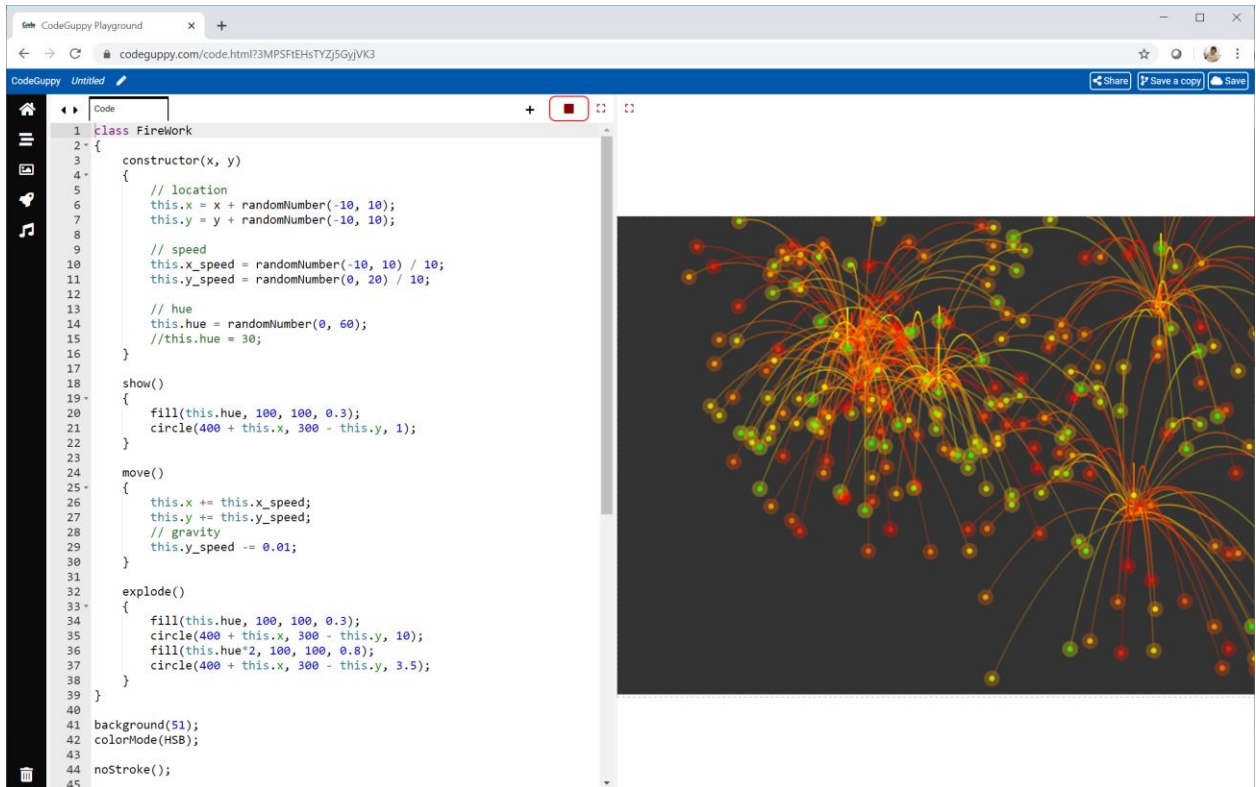 Code CodeGuppy Playground × +
codeguppy.com/code.html?3MPSFtEHsTYZj5GyjVK3
CodeGuppy Untitled Share Save a copy Save
Code +
1 class FireWork
2 {
3     constructor(x, y)
4     {
5         // location
6         this.x = x + randomNumber(-10, 10);
7         this.y = y + randomNumber(-10, 10);
8
9         // speed
10         this.x_speed = randomNumber(-10, 10) / 10;
11         this.y_speed = randomNumber(0, 20) / 10;
12
13         // hue
14         this.hue = randomNumber(0, 60);
15         //this.hue = 30;
16     }
17
18     show()
19     {
20         fill(this.hue, 100, 100, 0.3);
21         circle(400 + this.x, 300 - this.y, 1);
22     }
23
24     move()
25     {
26         this.x += this.x_speed;
27         this.y += this.y_speed;
28         // gravity
29         this.y_speed -= 0.01;
30     }
31
32     explode()
33     {
34         fill(this.hue, 100, 100, 0.3);
35         circle(400 + this.x, 300 - this.y, 10);
36         fill(this.hue*2, 100, 100, 0.8);
37         circle(400 + this.x, 300 - this.y, 3.5);
38     }
39 }
40
41 background(51);
42 colorMode(HSB);
43
44 noStroke();
45